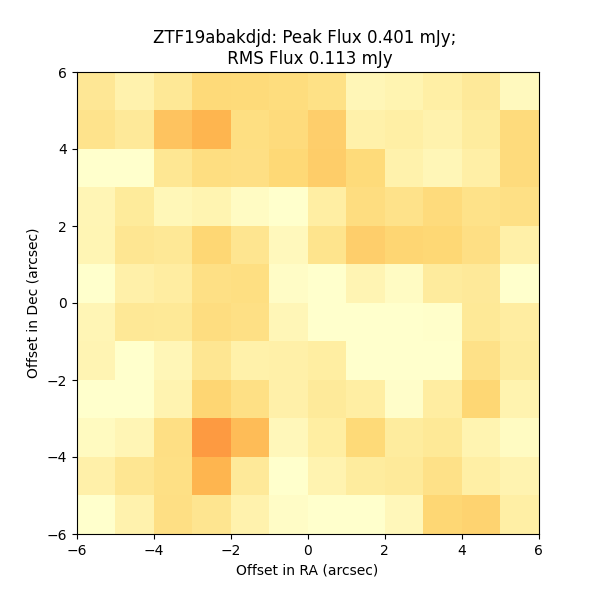 ZTF19abakdjd: Peak Flux 0.401 mJy;
RMS Flux 0.113 mJy
6
4
2
0
−2
−4
−6
Offset in Dec (arcsec)
−6 −4 −2 0 2 4 6
Offset in RA (arcsec)